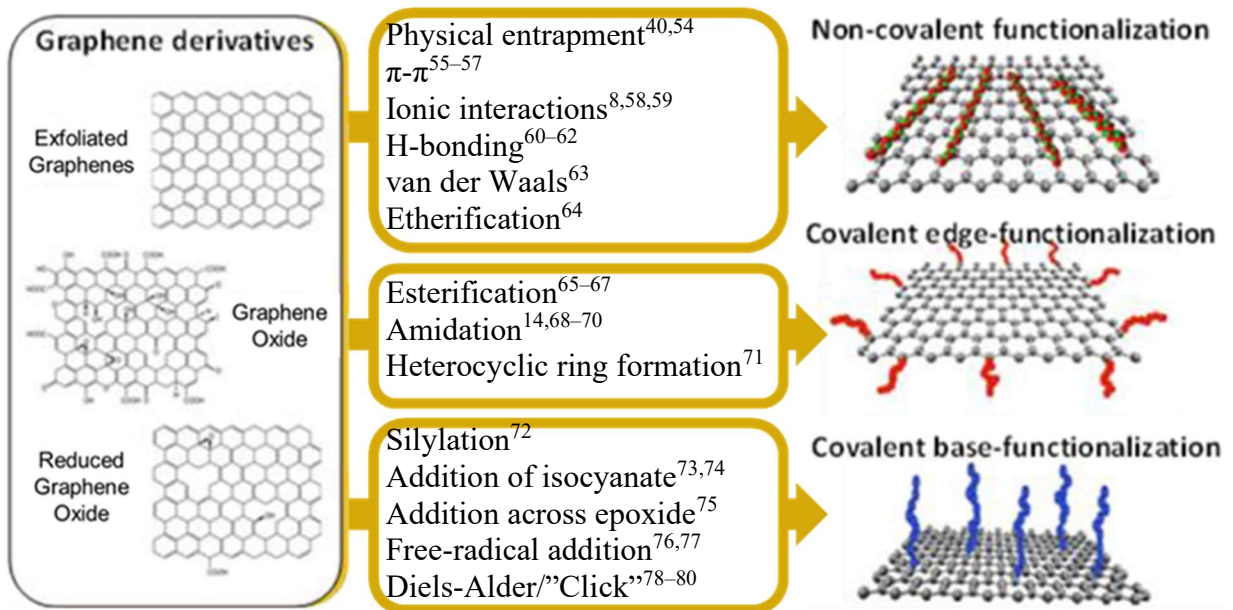 Graphene derivatives
Exfoliated
Graphenes
Graphene
Oxide
Reduced
Graphene
Oxide
Physical entrapment40,54
π-π55–57
Ionic interactions8,58,59
H-bonding60–62
van der Waals63
Etherification64
Esterification65–67
Amidation14,68–70
Heterocyclic ring formation71
Silylation72
Addition of isocyanate73,74
Addition across epoxide75
Free-radical addition76,77
Diels-Alder/”Click”78–80
Non-covalent functionalization
Covalent edge-functionalization
Covalent base-functionalization